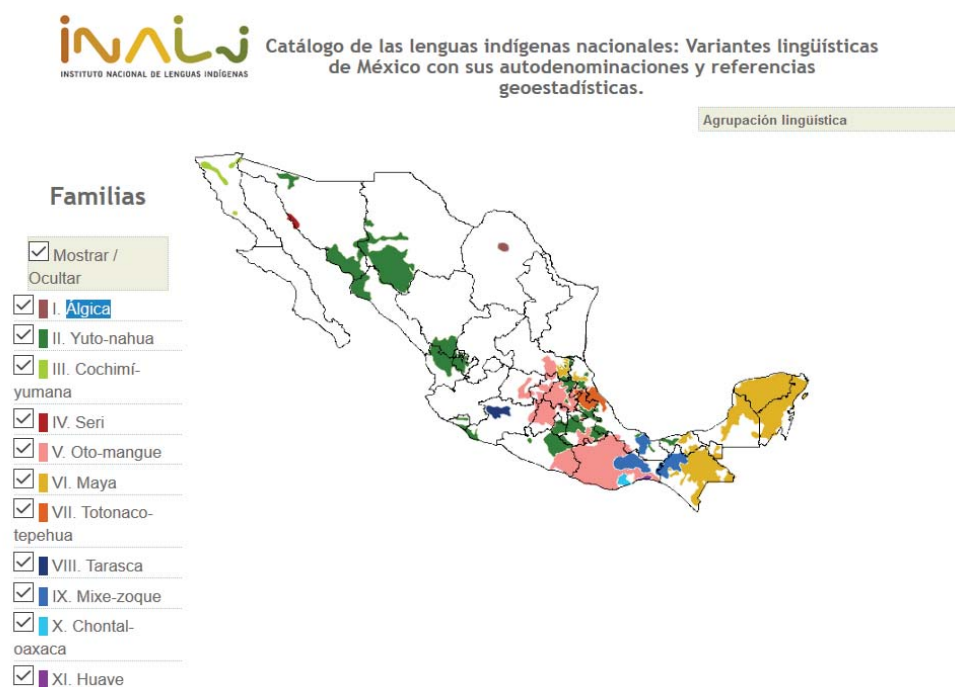 INALI
INSTITUTO NACIONAL DE LENGUAS INDÍGENAS
Catálogo de las lenguas indígenas nacionales: Variantes lingüísticas
de México con sus autodenominaciones y referencias
geoestadísticas.
Agrupación lingüística
Familias
Mostrar /
Ocultar
I. Álgica
II. Yuto-nahua
III. Cochimí-
yumana
IV. Seri
V. Oto-mangue
VI. Maya
VII. Totonaco-
tepehua
VIII. Tarasca
IX. Mixe-zoque
X. Chontal-
oaxaca
XI. Huave